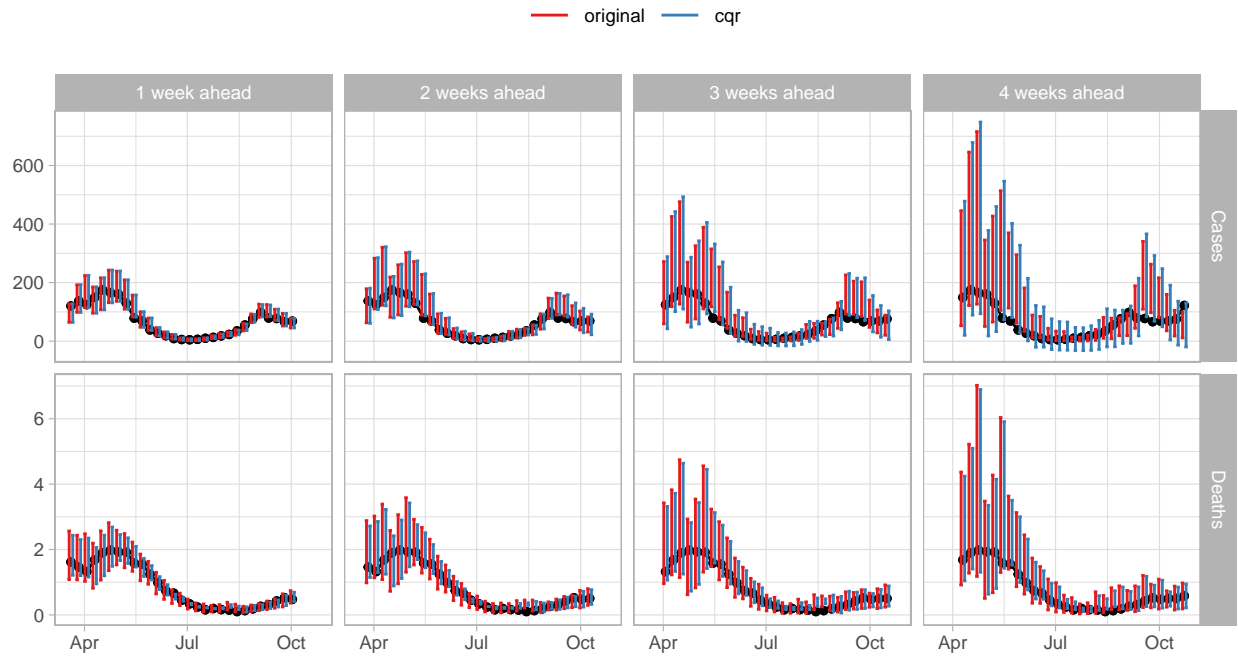 original cqr
1 week ahead 2 weeks ahead 3 weeks ahead 4 weeks ahead
600
400
200
0
Cases
6
4
2
0
Deaths
Apr Jul Oct Apr Jul Oct Apr Jul Oct Apr Jul Oct